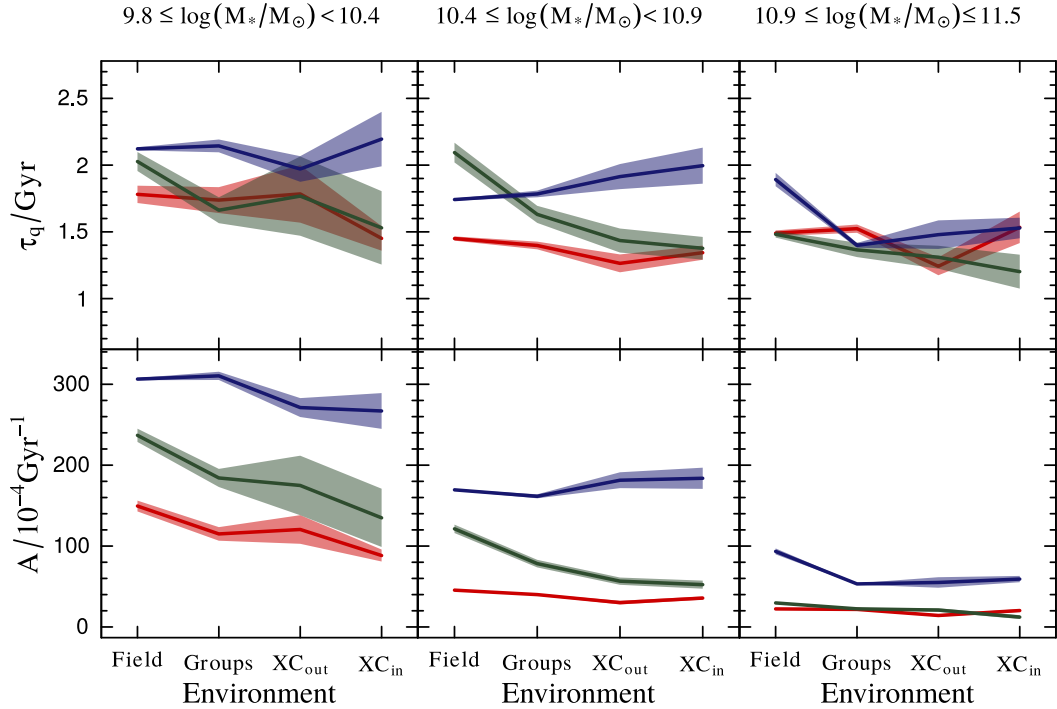 9.8 ≤ log(M*/M⊙) < 10.4
10.4 ≤ log(M*/M⊙) < 10.9
10.9 ≤ log(M*/M⊙) ≤ 11.5
τq/Gyr
2.5
2
1.5
1
A/10⁻⁴Gyr⁻¹
300
200
100
0
Field Groups XCout XCin
Field Groups XCout XCin
Field Groups XCout XCin
Environment
Environment
Environment